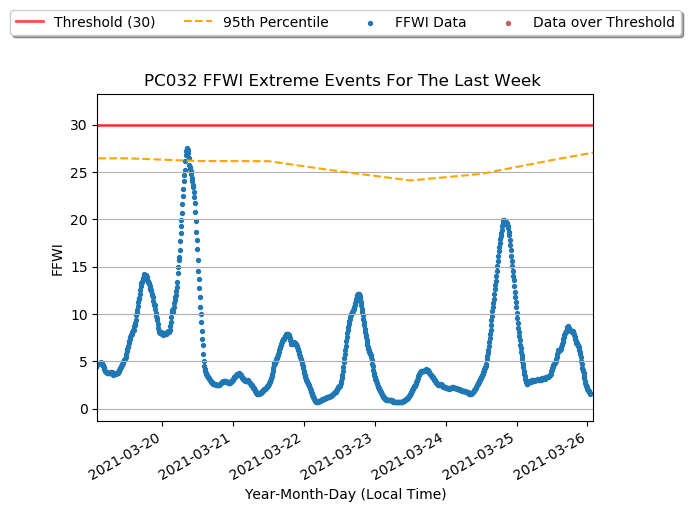 Threshold (30) 95th Percentile FFWI Data Data over Threshold
PC032 FFWI Extreme Events For The Last Week
30
25
20
15
10
5
0
FFWI
2021-03-20 2021-03-21 2021-03-22 2021-03-23 2021-03-24 2021-03-25 2021-03-26
Year-Month-Day (Local Time)